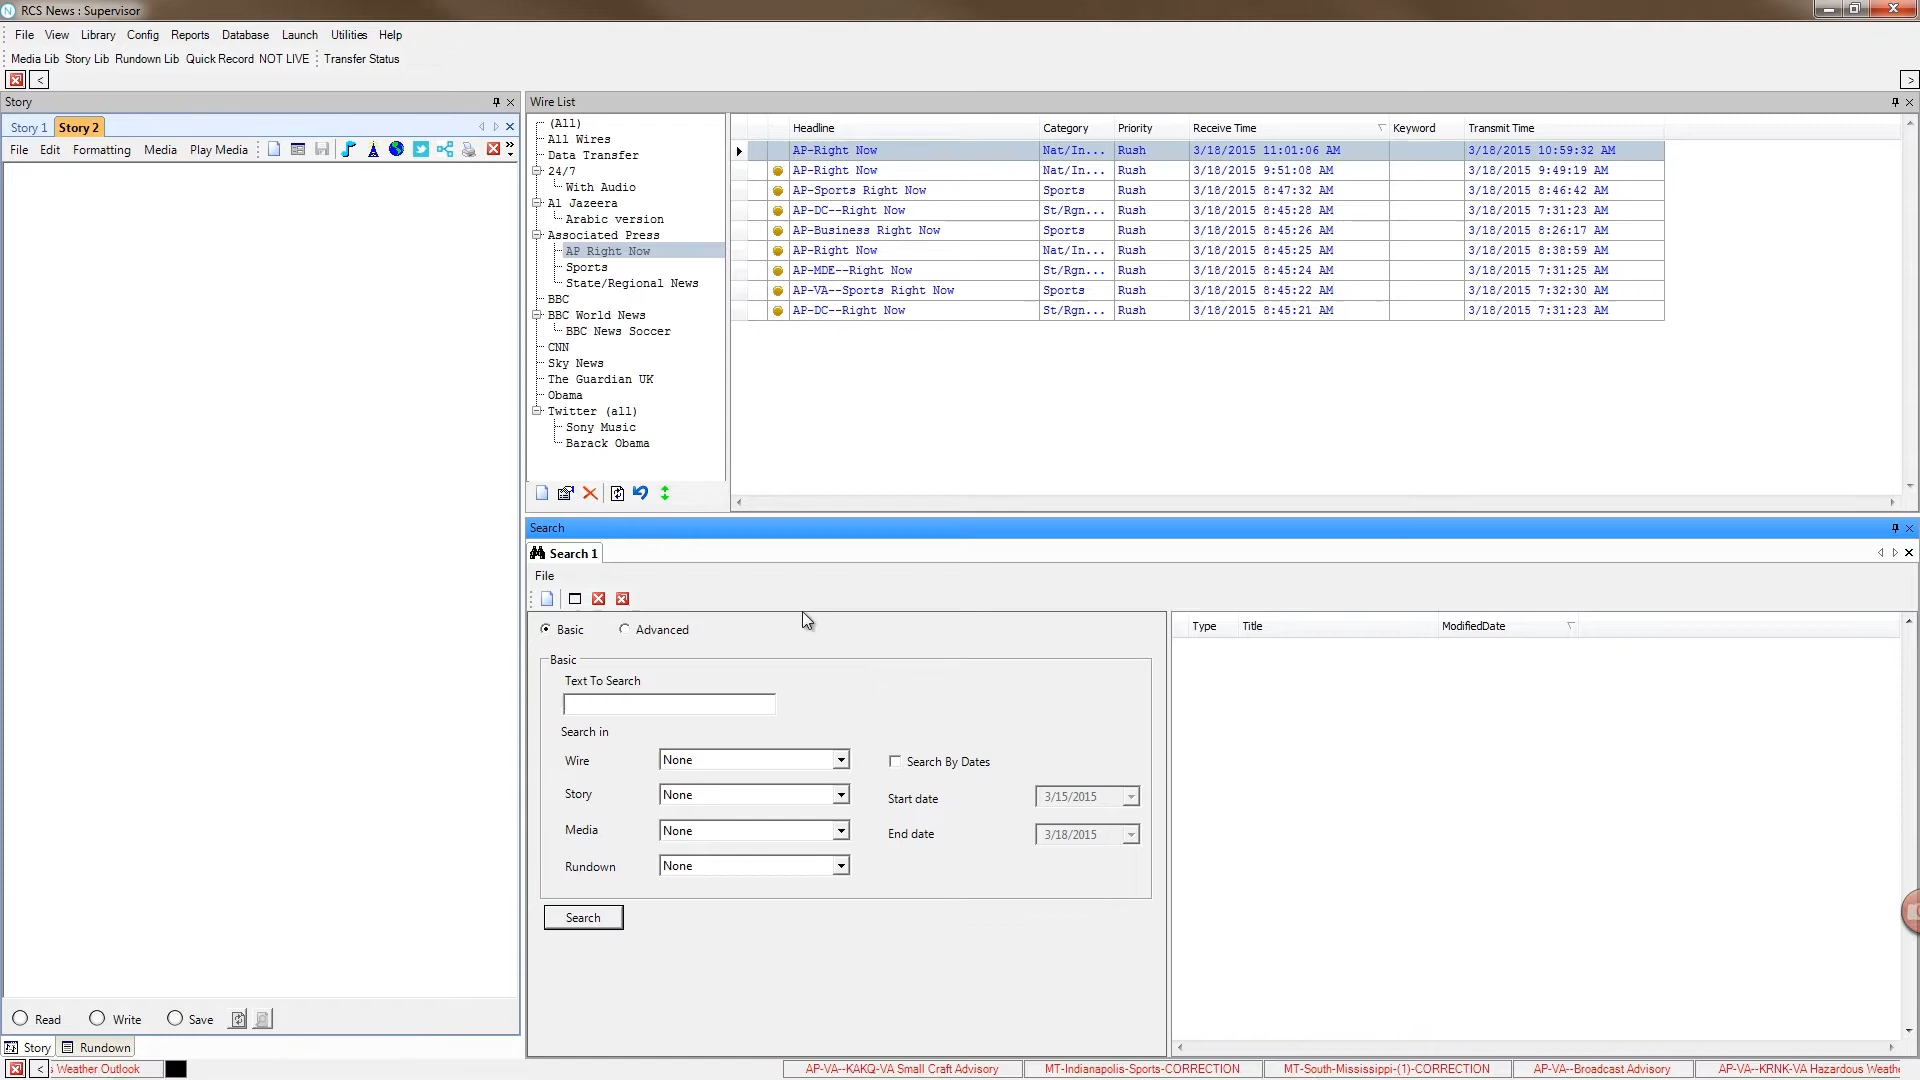 RCS News : Supervisor
File View Library Config Reports Database Launch Utilities Help
Media Lib Story Lib Rundown Lib Quick Record NOT LIVE Transfer Status
< >
Story
Story 1 Story 2
File Edit Formatting Media Play Media
Read Write Save
Story Rundown
Wire List
(All)
All Wires
Data Transfer
24/7
With Audio
Al Jazeera
Arabic version
Associated Press
AP Right Now
Sports
State/Regional News
BBC
BBC World News
BBC News Soccer
CNN
Sky News
The Guardian UK
Obama
Twitter (all)
Sony Music
Barack Obama
Headline Category Priority Receive Time Keyword Transmit Time
AP-Right Now Nat/In... Rush 3/18/2015 11:01:06 AM 3/18/2015 10:59:32 AM
AP-Right Now Nat/In... Rush 3/18/2015 9:51:08 AM 3/18/2015 9:49:19 AM
AP-Sports Right Now Sports Rush 3/18/2015 8:47:32 AM 3/18/2015 8:46:42 AM
AP-DC--Right Now St/Rgn... Rush 3/18/2015 8:45:28 AM 3/18/2015 7:31:23 AM
AP-Business Right Now Sports Rush 3/18/2015 8:45:26 AM 3/18/2015 8:26:17 AM
AP-Right Now Nat/In... Rush 3/18/2015 8:45:25 AM 3/18/2015 8:38:59 AM
AP-MDE--Right Now St/Rgn... Rush 3/18/2015 8:45:24 AM 3/18/2015 7:31:25 AM
AP-VA--Sports Right Now Sports Rush 3/18/2015 8:45:22 AM 3/18/2015 7:32:30 AM
AP-DC--Right Now St/Rgn... Rush 3/18/2015 8:45:21 AM 3/18/2015 7:31:23 AM
Search
Search 1
File
Basic Advanced
Basic
Text To Search
Search in
Wire None Search By Dates
Story None Start date 3/15/2015
Media None End date 3/18/2015
Rundown None
Search
Type Title ModifiedDate
< s Weather Outlook AP-VA--KAKQ-VA Small Craft Advisory MT-Indianapolis-Sports-CORRECTION MT-South-Mississippi-(1)-CORRECTION AP-VA--Broadcast Advisory AP-VA--KRNK-VA Hazardous Weathe